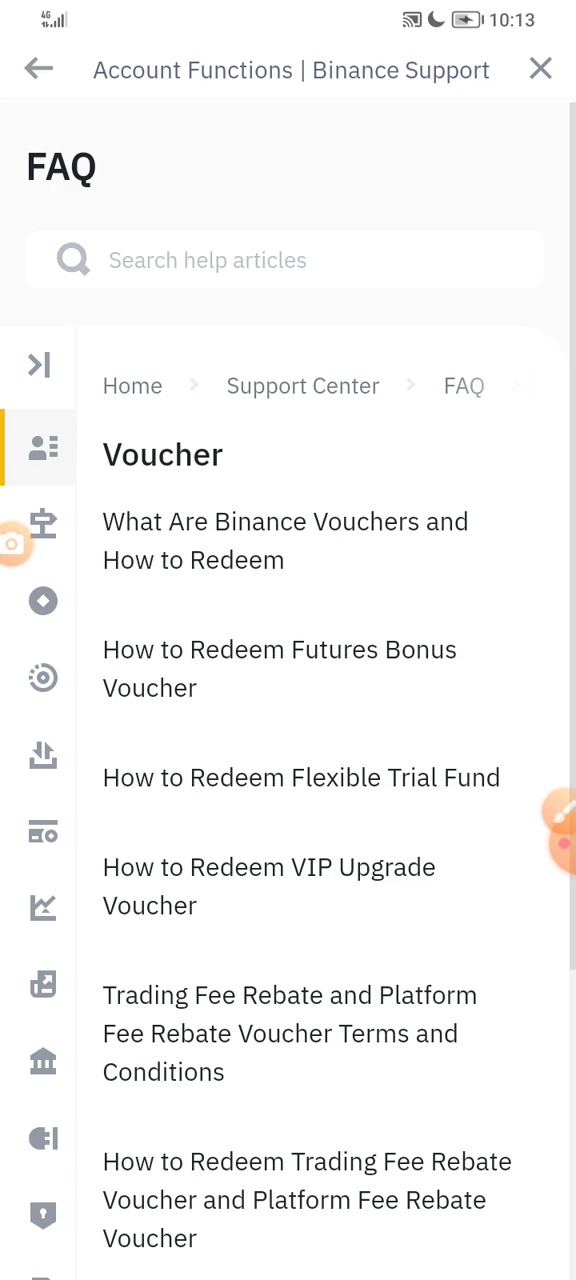 4G 10:13
Account Functions | Binance Support
FAQ
Search help articles
Home Support Center FAQ
Voucher
What Are Binance Vouchers and
How to Redeem
How to Redeem Futures Bonus
Voucher
How to Redeem Flexible Trial Fund
How to Redeem VIP Upgrade
Voucher
Trading Fee Rebate and Platform
Fee Rebate Voucher Terms and
Conditions
How to Redeem Trading Fee Rebate
Voucher and Platform Fee Rebate
Voucher